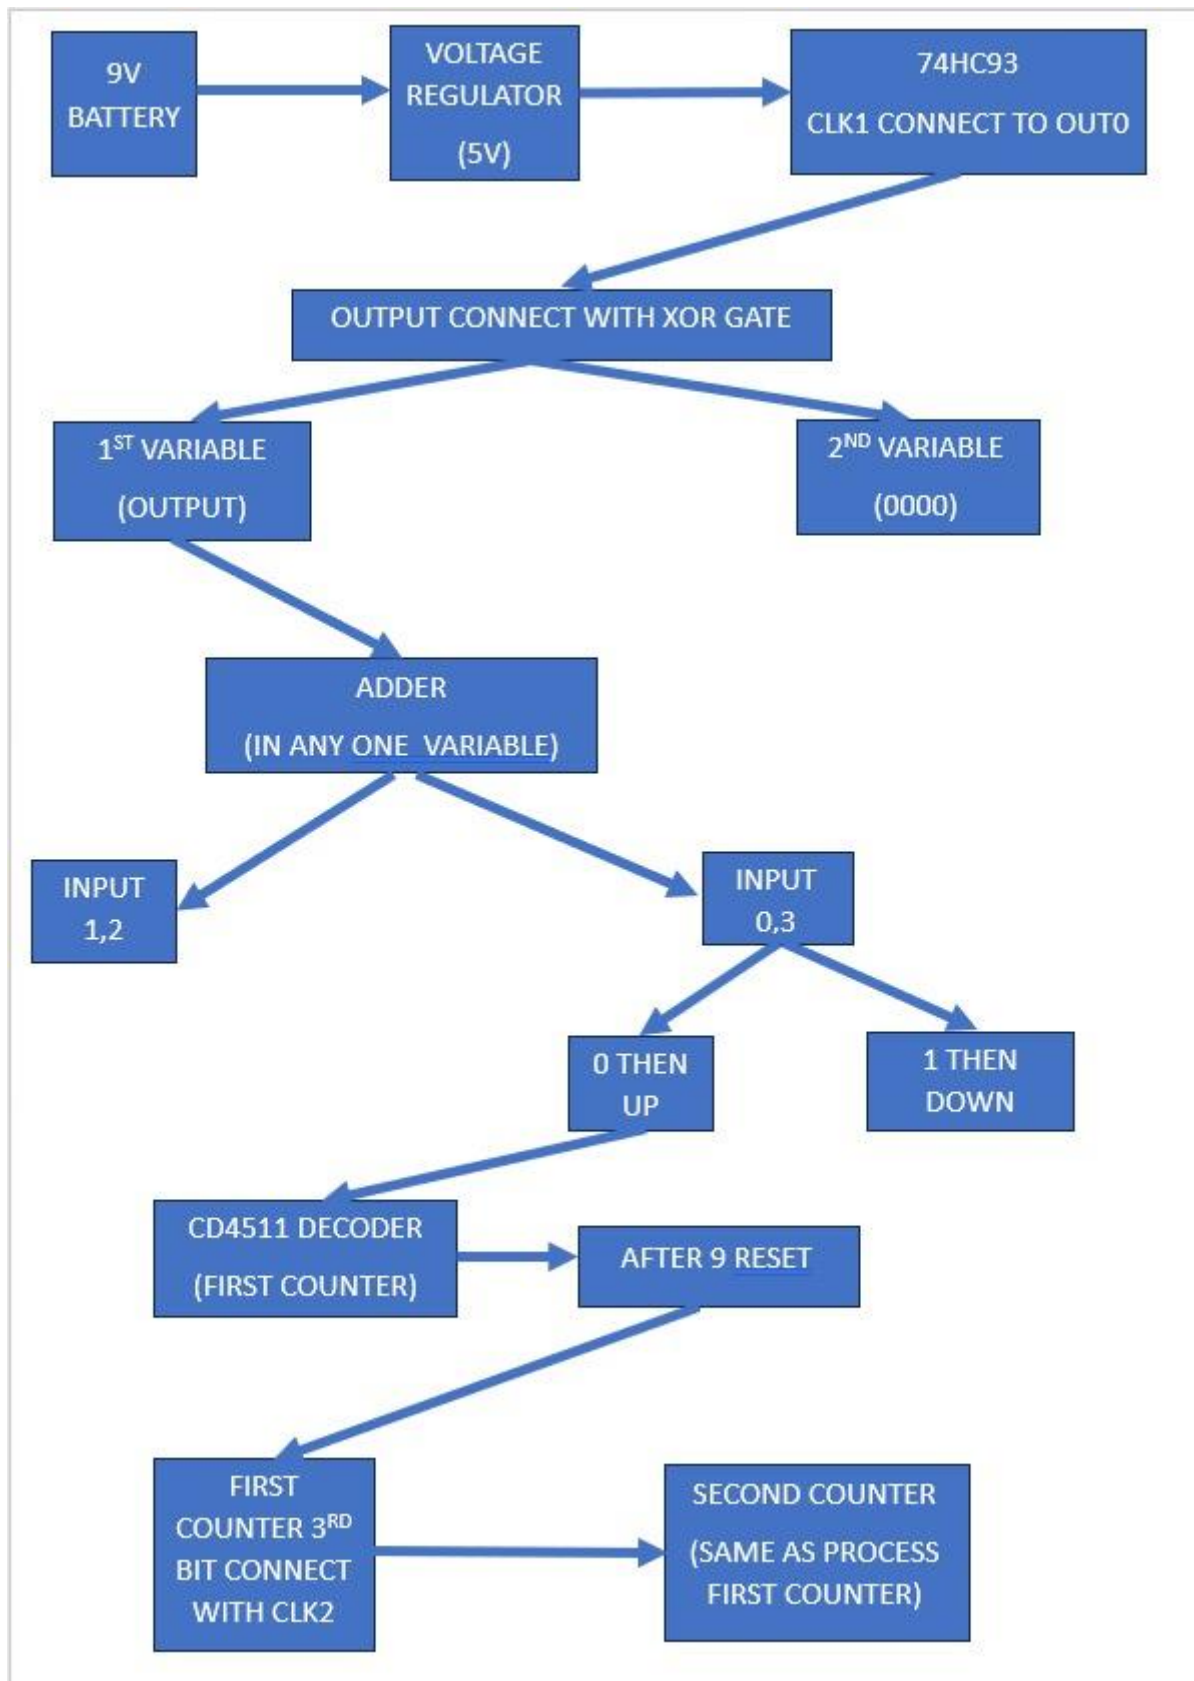 9V
BATTERY
VOLTAGE
REGULATOR
(5V)
74HC93
CLK1 CONNECT TO OUT0
OUTPUT CONNECT WITH XOR GATE
1ST VARIABLE
(OUTPUT)
2ND VARIABLE
(0000)
ADDER
(IN ANY ONE  VARIABLE)
INPUT
1,2
INPUT
0,3
0 THEN
UP
1 THEN
DOWN
CD4511 DECODER
(FIRST COUNTER)
AFTER 9 RESET
FIRST
COUNTER 3RD
BIT CONNECT
WITH CLK2
SECOND COUNTER
(SAME AS PROCESS
FIRST COUNTER)